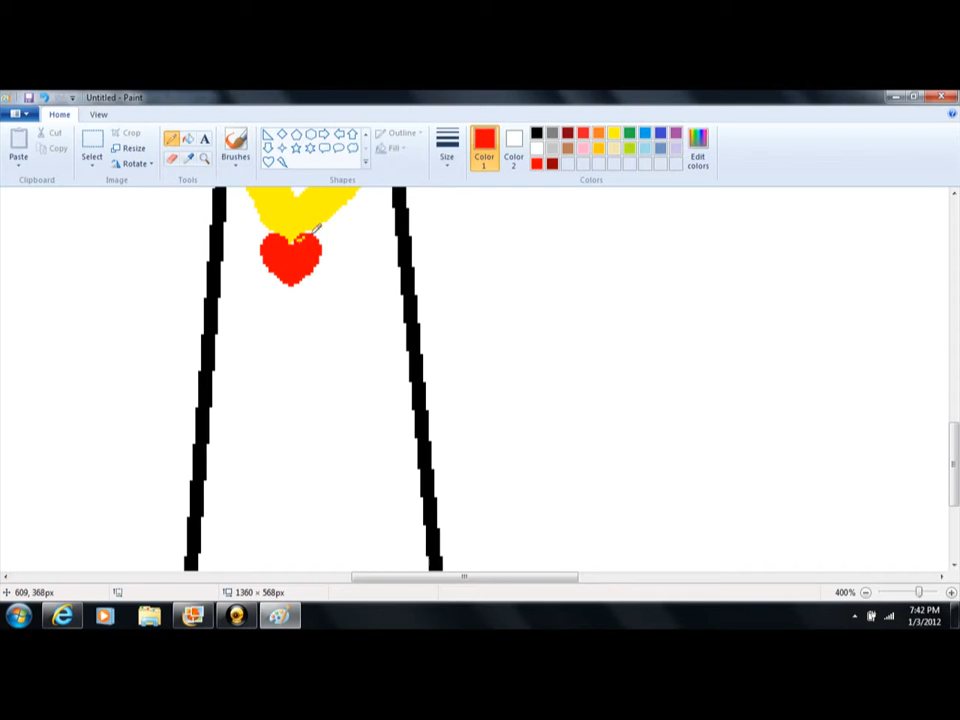 Untitled - Paint
Home View
Cut
Copy
Paste
Clipboard
Select
Crop
Resize
Rotate
Image
A
Tools
Brushes
Outline
Fill
Shapes
Size
Color 1
Color 2
Edit colors
Colors
609, 368px
1360 × 568px
400%
7:42 PM
1/3/2012